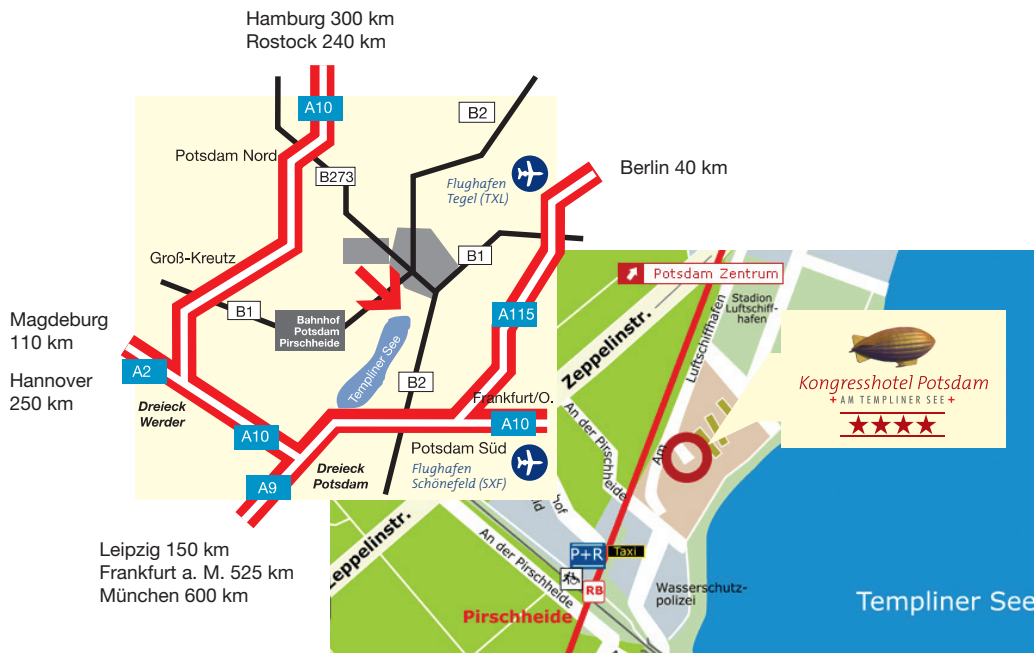 Hamburg 300 km
Rostock 240 km
A10
B2
Potsdam Nord
B273
Flughafen
Tegel (TXL)
Berlin 40 km
Groß-Kreutz
B1
B1
Bahnhof
Potsdam
Pirschheide
A115
Templiner See
Magdeburg
110 km
A2
Hannover
250 km
Dreieck
Werder
B2
Frankfurt/O.
A10
A10
Potsdam Süd
Dreieck
Potsdam
Flughafen
Schönefeld (SXF)
A9
Leipzig 150 km
Frankfurt a. M. 525 km
München 600 km
Potsdam Zentrum
Stadion
Luftschiff-
hafen
Zeppelinstr.
Am Luftschiffhafen
An der Pirschheide
Kongresshotel Potsdam
AM TEMPLINER SEE
Zeppelinstr.
An der Pirschheide
P+R
Taxi
RB
Pirschheide
Wasserschutz-
polizei
Templiner See